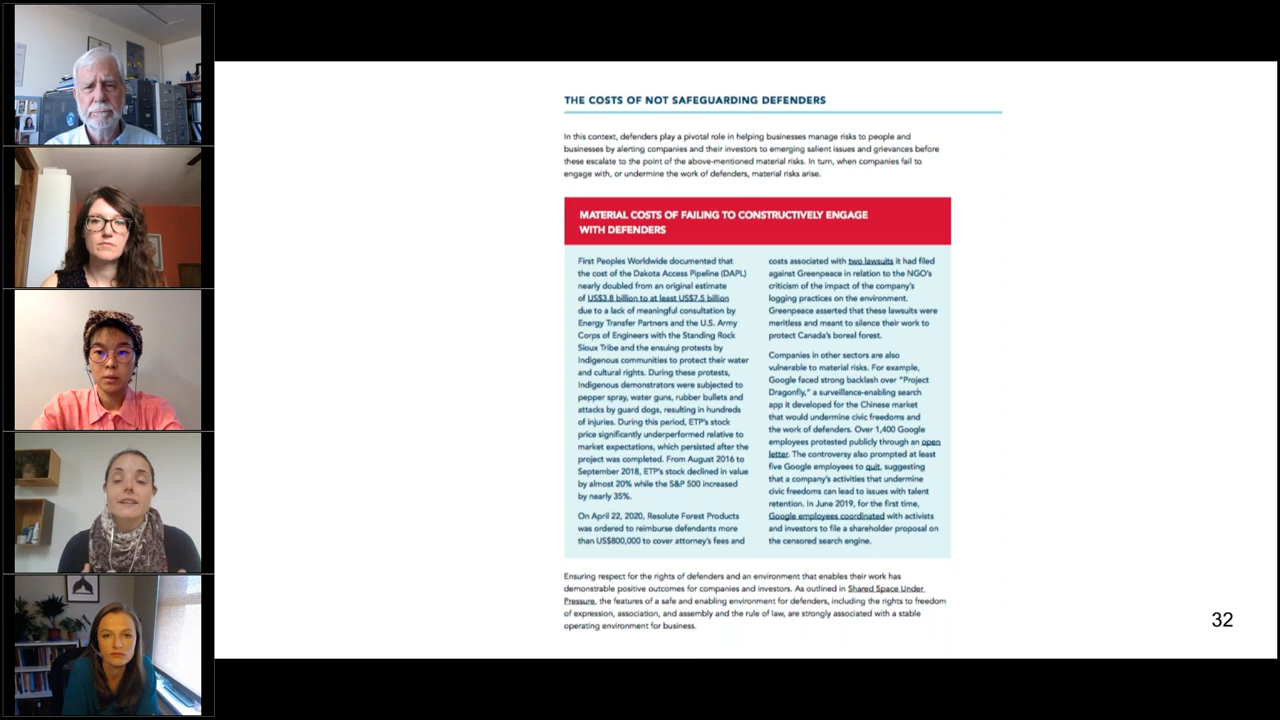 THE COSTS OF NOT SAFEGUARDING DEFENDERS
In this context, defenders play a pivotal role in helping businesses manage risks to people and
businesses by alerting companies and their investors to emerging salient issues and grievances before
these escalate to the point of the above-mentioned material risks. In turn, when companies fail to
engage with, or undermine the work of defenders, material risks arise.
MATERIAL COSTS OF FAILING TO CONSTRUCTIVELY ENGAGE
WITH DEFENDERS
First Peoples Worldwide documented that
the cost of the Dakota Access Pipeline (DAPL)
nearly doubled from an original estimate
of US$3.8 billion to at least US$7.5 billion
due to a lack of meaningful consultation by
Energy Transfer Partners and the U.S. Army
Corps of Engineers with the Standing Rock
Sioux Tribe and the ensuing protests by
Indigenous communities to protect their water
and cultural rights. During these protests,
Indigenous demonstrators were subjected to
pepper spray, water guns, rubber bullets and
attacks by guard dogs, resulting in hundreds
of injuries. During this period, ETP's stock
price significantly underperformed relative to
market expectations, which persisted after the
project was completed. From August 2016 to
September 2018, ETP's stock declined in value
by almost 20% while the S&P 500 increased
by nearly 35%.
On April 22, 2020, Resolute Forest Products
was ordered to reimburse defendants more
than US$800,000 to cover attorney's fees and
costs associated with two lawsuits it had filed
against Greenpeace in relation to the NGO's
criticism of the impact of the company's
logging practices on the environment.
Greenpeace asserted that these lawsuits were
meritless and meant to silence their work to
protect Canada's boreal forest.
Companies in other sectors are also
vulnerable to material risks. For example,
Google faced strong backlash over "Project
Dragonfly," a surveillance-enabling search
app it developed for the Chinese market
that would undermine civic freedoms and
the work of defenders. Over 1,400 Google
employees protested publicly through an open
letter. The controversy also prompted at least
five Google employees to quit, suggesting
that a company's activities that undermine
civic freedoms can lead to issues with talent
retention. In June 2019, for the first time,
Google employees coordinated with activists
and investors to file a shareholder proposal on
the censored search engine.
Ensuring respect for the rights of defenders and an environment that enables their work has
demonstrable positive outcomes for companies and investors. As outlined in Shared Space Under
Pressure, the features of a safe and enabling environment for defenders, including the rights to freedom
of expression, association, and assembly and the rule of law, are strongly associated with a stable
operating environment for business.
32